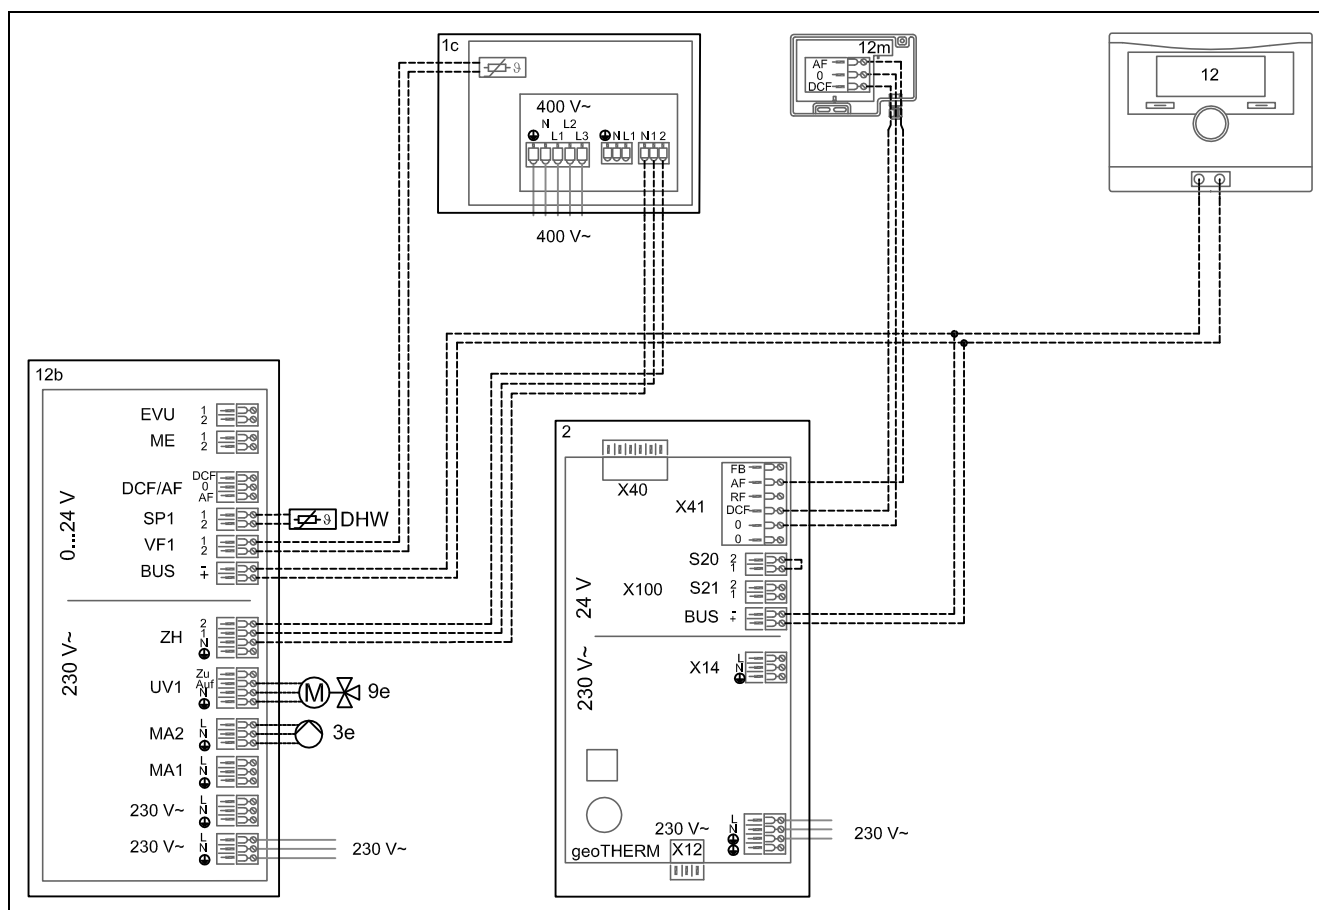 1c
ϑ
400 V~
N L2
L1 L3
N L1 N 1 2
400 V~
12m
AF
0
DCF
12
12b
0...24 V
EVU 1
2
ME 1
2
DCF/AF DCF
0
AF
SP1 1
2
ϑ DHW
VF1 1
2
BUS -
+
230 V~
ZH 2
1
N
UV1 Zu
Auf
N
M 9e
MA2 L
N
3e
MA1 L
N
230 V~ L
N
230 V~ L
N
230 V~
2
X40
X41
FB
AF
RF
DCF
0
0
24 V
X100
S20 2
1
S21 2
1
BUS -
+
230 V~
X14 L
N
L
N
230 V~
230 V~
geoTHERM X12